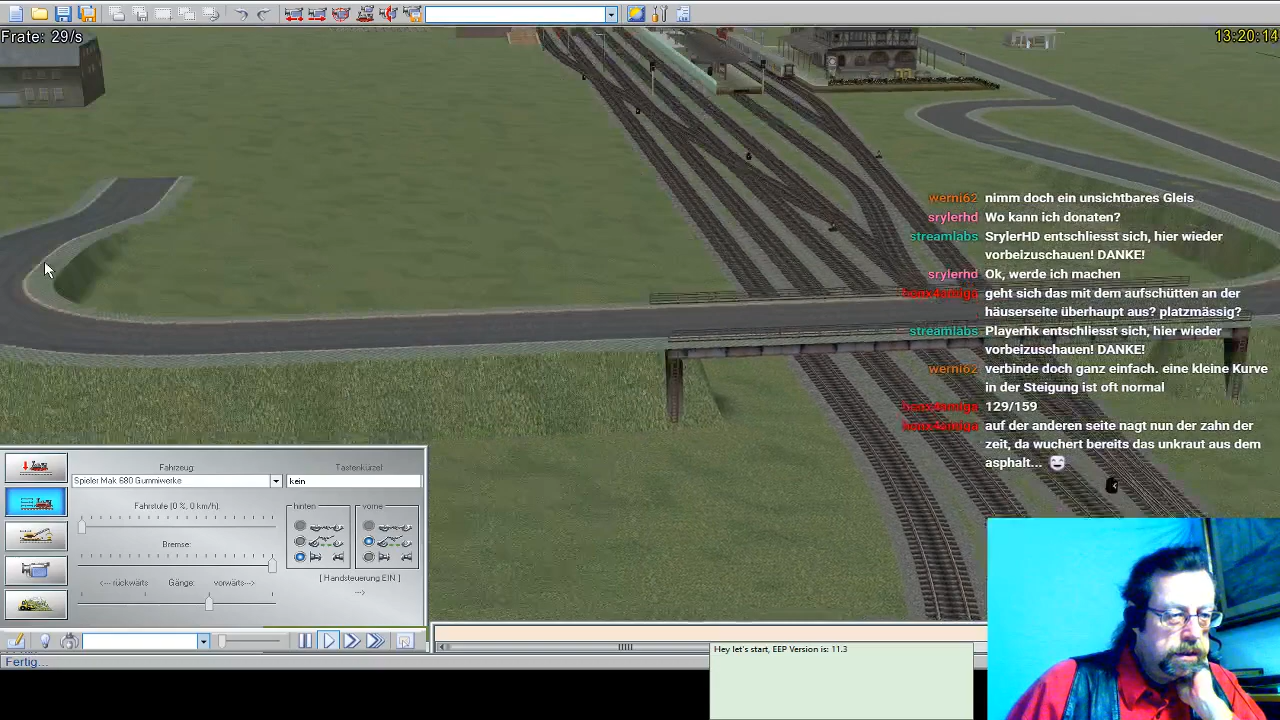 Frate: 29/s
13:20:14
werni62 nimm doch ein unsichtbares Gleis
srylerhd Wo kann ich donaten?
streamlabs SrylerHD entschliesst sich, hier wieder
vorbeizuschauen! DANKE!
srylerhd Ok, werde ich machen
geht sich das mit dem aufschütten an der
häuserseite überhaupt aus? platzmässig?
streamlabs Playerhk entschliesst sich, hier wieder
vorbeizuschauen! DANKE!
werni62 verbinde doch ganz einfach. eine kleine Kurve
in der Steigung ist oft normal
129/159
auf der anderen seite nagt nun der zahn der
zeit, da wuchert bereits das unkraut aus dem
asphalt...
Fahrzeug:
Tastenkürzel
Spieler Mak 680 Gummiwerke
kein
Fahrstufe (0 %, 0 km/h):
hinten
vorne
Bremse:
<--- rückwärts Gänge: vorwärts --->
[ Handsteuerung EIN ]
Fertig...
Hey let's start, EEP Version is: 11.3